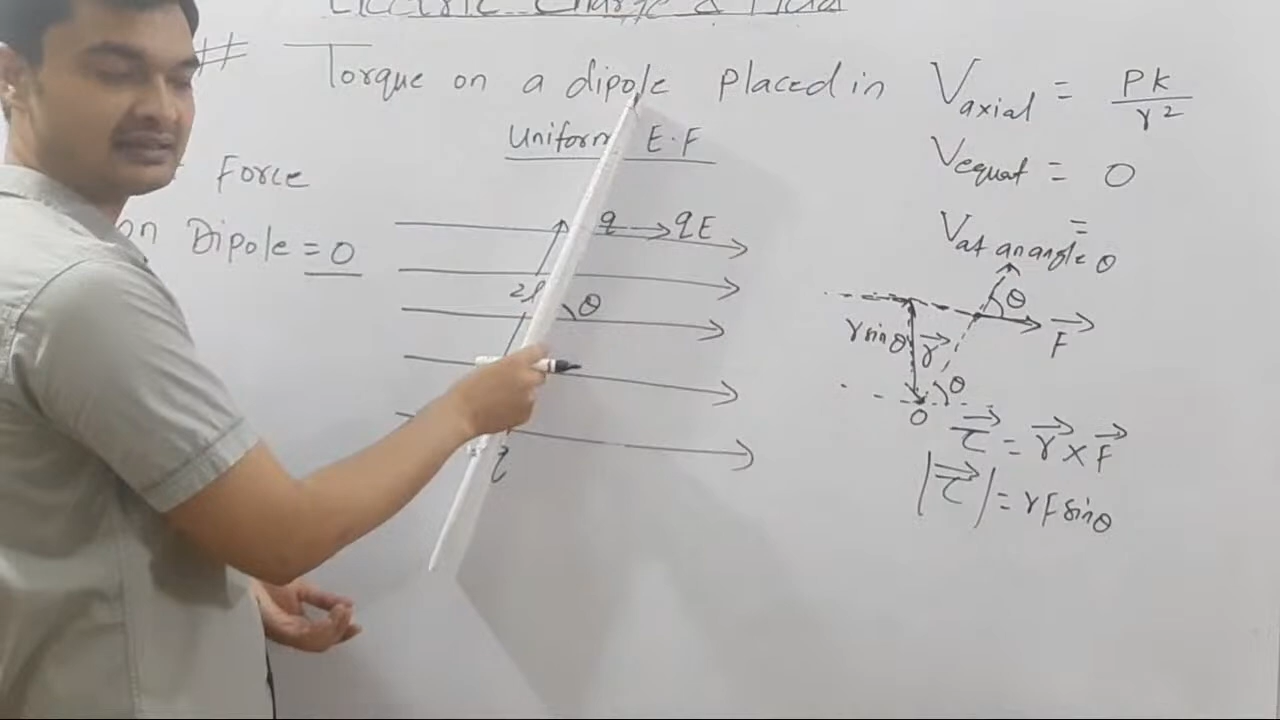 Electric Charge & Field
# Torque on a dipole placed in
Uniform E.F
Force
on Dipole = 0
q → qE
2l
θ
V axial = PK / r²
V equat = 0
V at an angle θ =
θ
F⃗
r sinθ
r⃗
θ
O
τ⃗ = r⃗ × F⃗
|τ⃗| = rF sinθ